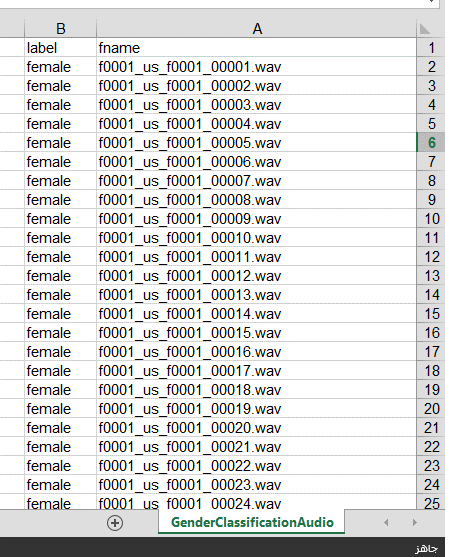 B A
label fname 1
female f0001_us_f0001_00001.wav 2
female f0001_us_f0001_00002.wav 3
female f0001_us_f0001_00003.wav 4
female f0001_us_f0001_00004.wav 5
female f0001_us_f0001_00005.wav 6
female f0001_us_f0001_00006.wav 7
female f0001_us_f0001_00007.wav 8
female f0001_us_f0001_00008.wav 9
female f0001_us_f0001_00009.wav 10
female f0001_us_f0001_00010.wav 11
female f0001_us_f0001_00011.wav 12
female f0001_us_f0001_00012.wav 13
female f0001_us_f0001_00013.wav 14
female f0001_us_f0001_00014.wav 15
female f0001_us_f0001_00015.wav 16
female f0001_us_f0001_00016.wav 17
female f0001_us_f0001_00017.wav 18
female f0001_us_f0001_00018.wav 19
female f0001_us_f0001_00019.wav 20
female f0001_us_f0001_00020.wav 21
female f0001_us_f0001_00021.wav 22
female f0001_us_f0001_00022.wav 23
female f0001_us_f0001_00023.wav 24
female f0001_us_f0001_00024.wav 25
GenderClassificationAudio
جاهز